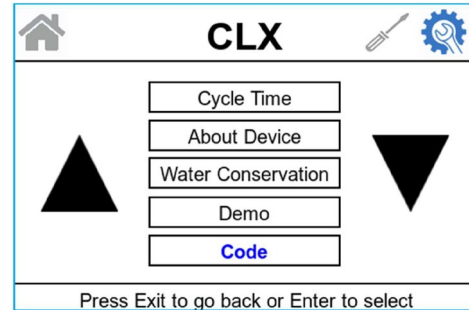 CLX
Cycle Time
About Device
Water Conservation
Demo
Code
Press Exit to go back or Enter to select